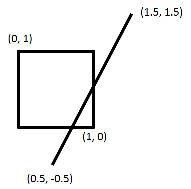 (1.5, 1.5)
(0, 1)
(1, 0)
(0.5, -0.5)